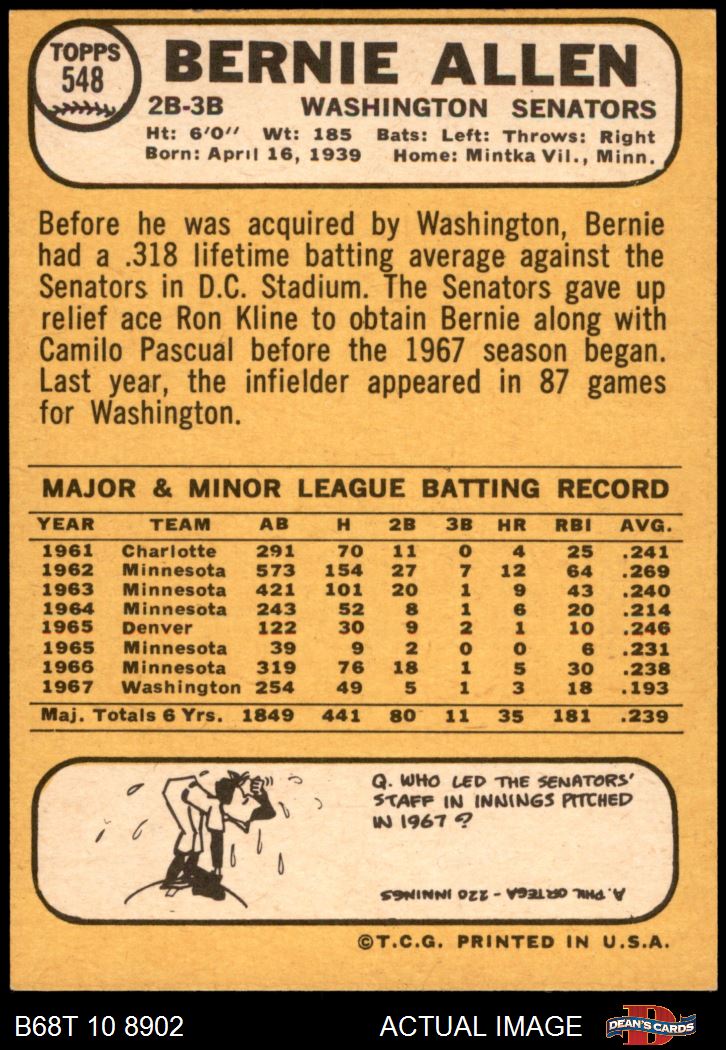 TOPPS
548
BERNIE ALLEN
2B-3B WASHINGTON SENATORS
Ht: 6'0" Wt: 185 Bats: Left: Throws: Right
Born: April 16, 1939 Home: Mintka Vil., Minn.
Before he was acquired by Washington, Bernie
had a .318 lifetime batting average against the
Senators in D.C. Stadium. The Senators gave up
relief ace Ron Kline to obtain Bernie along with
Camilo Pascual before the 1967 season began.
Last year, the infielder appeared in 87 games
for Washington.
MAJOR & MINOR LEAGUE BATTING RECORD
YEAR TEAM AB H 2B 3B HR RBI AVG.
1961 Charlotte 291 70 11 0 4 25 .241
1962 Minnesota 573 154 27 7 12 64 .269
1963 Minnesota 421 101 20 1 9 43 .240
1964 Minnesota 243 52 8 1 6 20 .214
1965 Denver 122 30 9 2 1 10 .246
1965 Minnesota 39 9 2 0 0 6 .231
1966 Minnesota 319 76 18 1 5 30 .238
1967 Washington 254 49 5 1 3 18 .193
Maj. Totals 6 Yrs. 1849 441 80 11 35 181 .239
Q. WHO LED THE SENATORS'
STAFF IN INNINGS PITCHED
IN 1967?
A. PHIL ORTEGA - 220 INNINGS
©T.C.G. PRINTED IN U.S.A.
B68T 10 8902 ACTUAL IMAGE DEAN'S CARDS